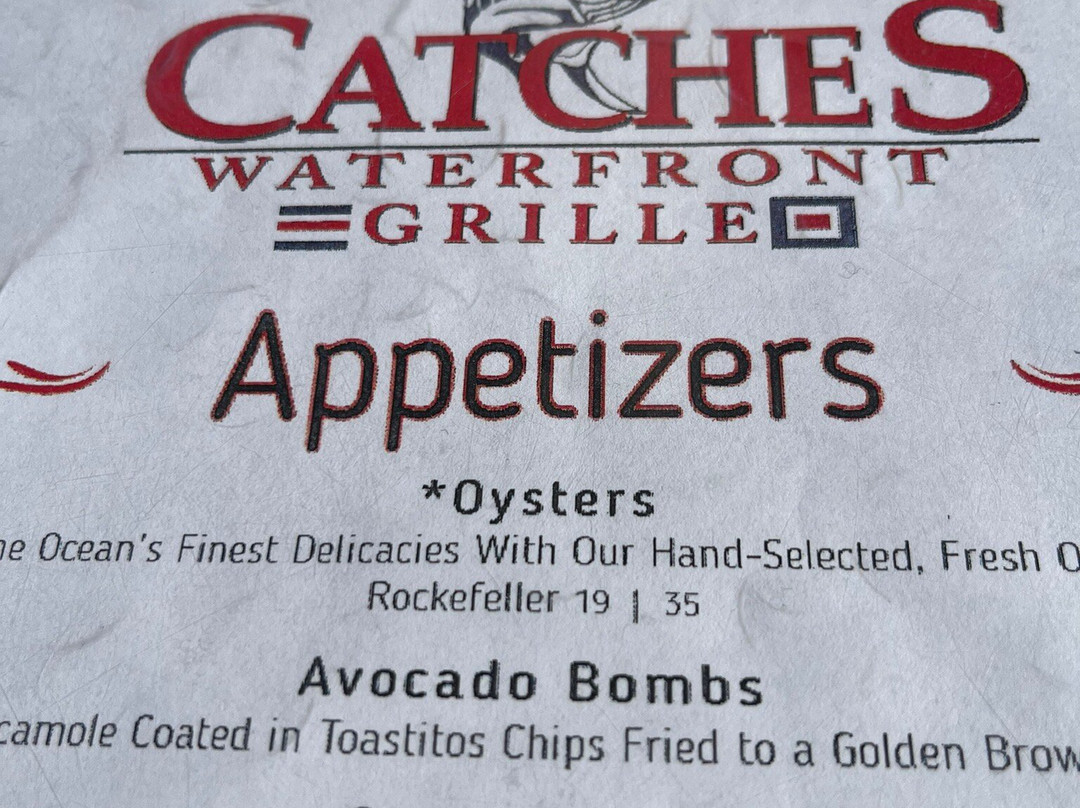 CATCHES
WATERFRONT
GRILLE
Appetizers
*Oysters
Ocean's Finest Delicacies With Our Hand-Selected, Fresh
Rockefeller 19 | 35
Avocado Bombs
Coated in Toastitos Chips Fried to a Golden